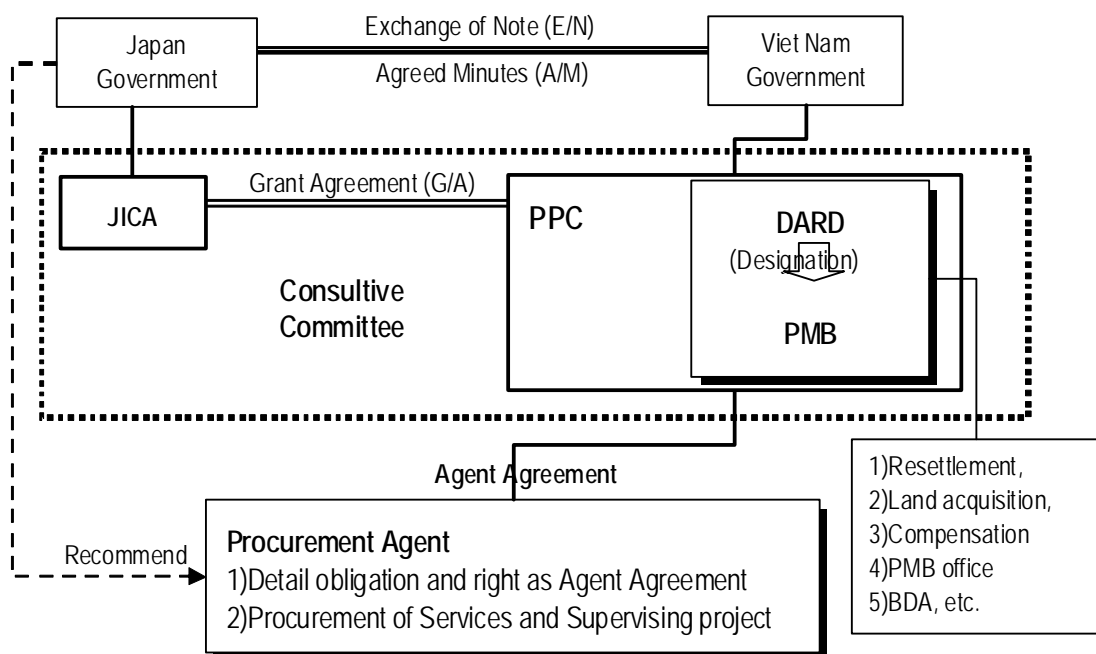 Exchange of Note (E/N)
Japan
Government
Viet Nam
Government
Agreed Minutes (A/M)
Grant Agreement (G/A)
JICA
PPC
DARD
(Designation)
PMB
Consultive
Committee
Agent Agreement
1)Resettlement,
2)Land acquisition,
3)Compensation
4)PMB office
5)BDA, etc.
Recommend
Procurement Agent
1)Detail obligation and right as Agent Agreement
2)Procurement of Services and Supervising project